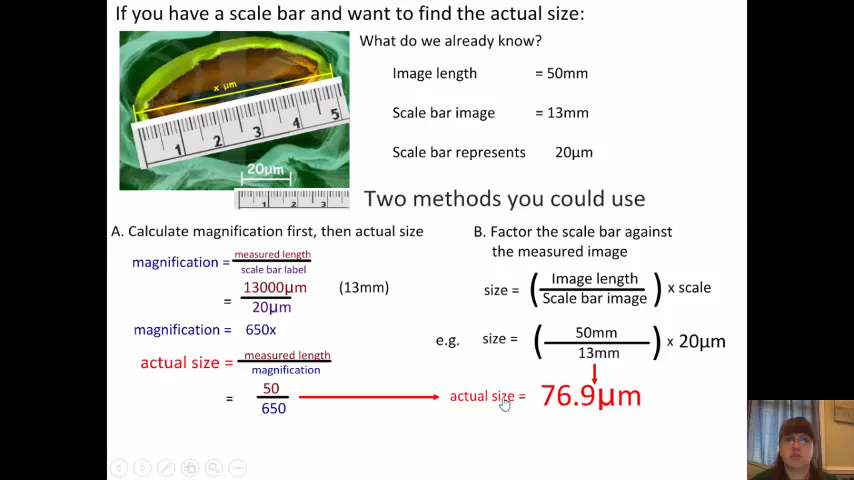 If you have a scale bar and want to find the actual size:
What do we already know?
Image length = 50mm
Scale bar image = 13mm
Scale bar represents 20μm
x μm
1 2 3 4 5
20μm
1 2 3
Two methods you could use
A. Calculate magnification first, then actual size
magnification = measured length
scale bar label
= 13000μm (13mm)
20μm
magnification = 650x
actual size = measured length
magnification
= 50
650
B. Factor the scale bar against
the measured image
size = ( Image length ) x scale
Scale bar image
e.g. size = ( 50mm ) x 20μm
13mm
actual size = 76.9μm